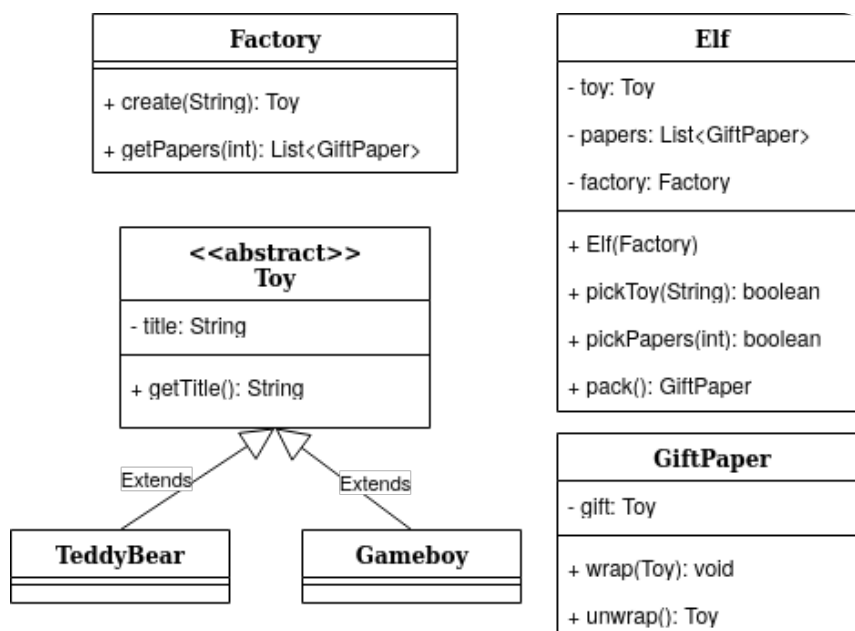 Factory
+ create(String): Toy
+ getPapers(int): List<GiftPaper>
Elf
- toy: Toy
- papers: List<GiftPaper>
- factory: Factory
+ Elf(Factory)
+ pickToy(String): boolean
+ pickPapers(int): boolean
+ pack(): GiftPaper
<<abstract>>
Toy
- title: String
+ getTitle(): String
Extends
Extends
TeddyBear
Gameboy
GiftPaper
- gift: Toy
+ wrap(Toy): void
+ unwrap(): Toy